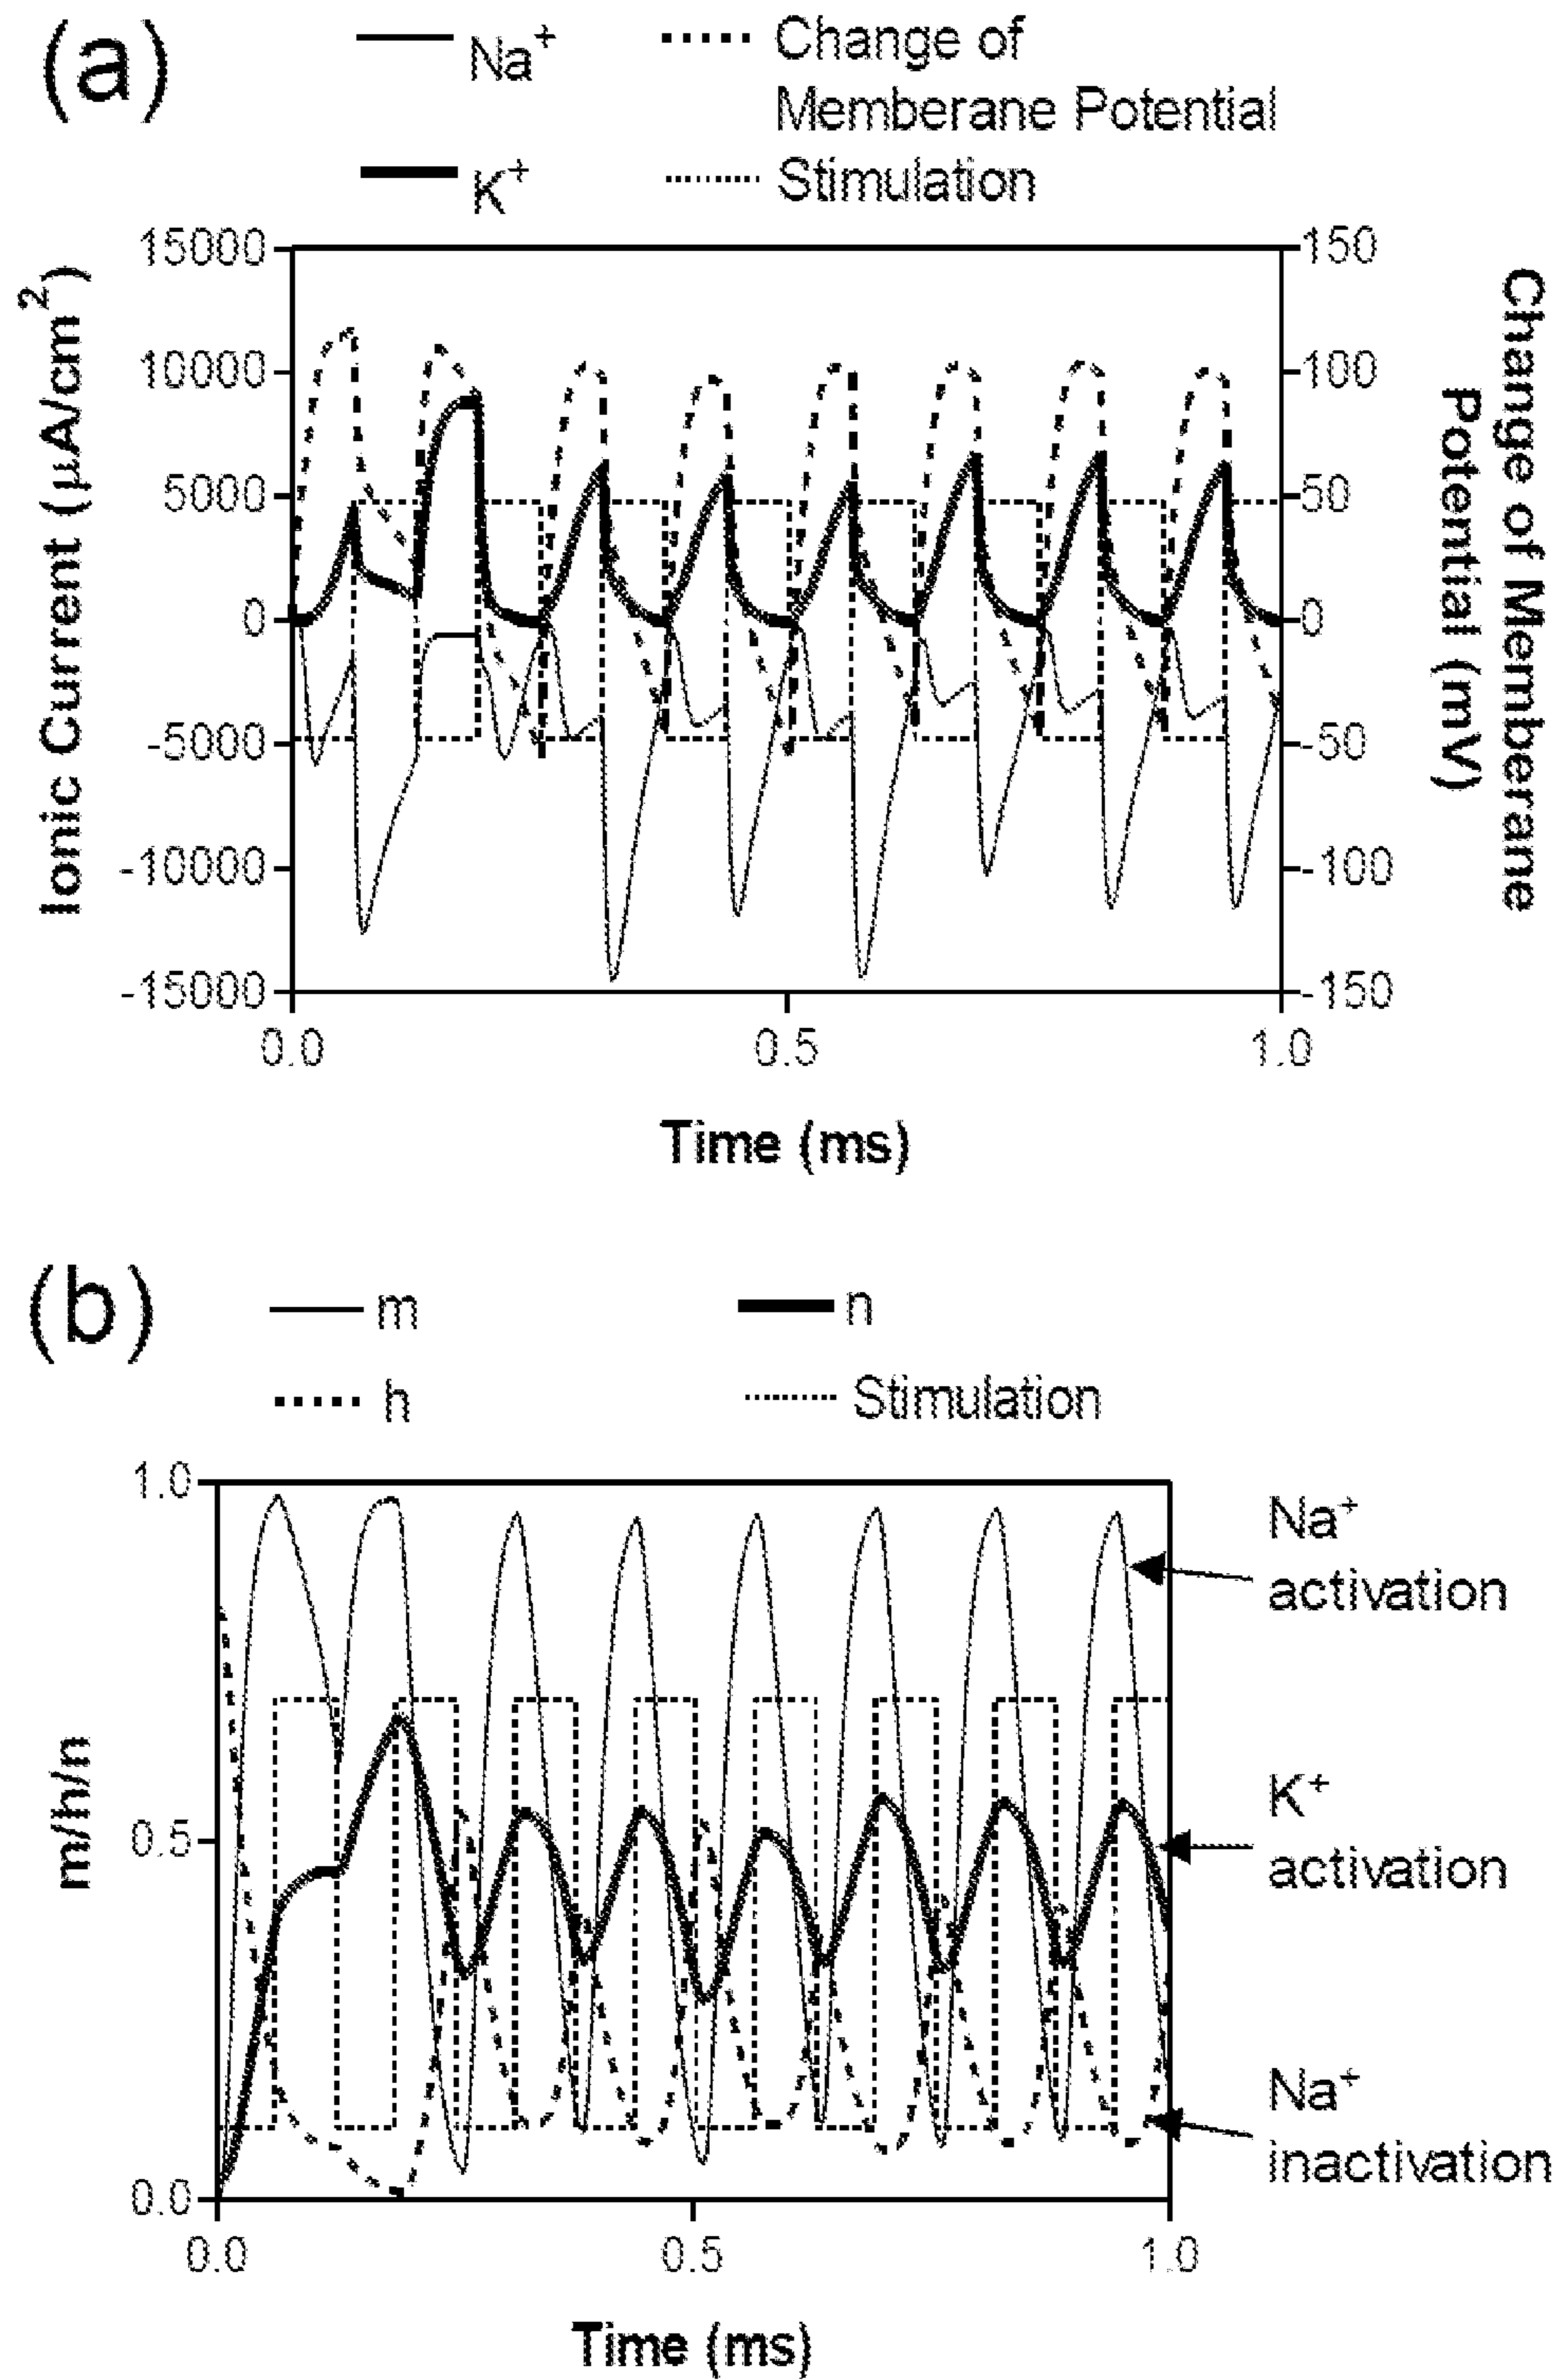 (a)
Na+
Change of
Memberane Potential
K+
Stimulation
15000
10000
5000
0
-5000
-10000
-15000
Ionic Current (μA/cm2)
150
100
50
0
-50
-100
-150
Change of Memberane
Potential (mV)
0.0
0.5
1.0
Time (ms)
(b)
m
n
h
Stimulation
1.0
0.5
0.0
m/h/n
Na+
activation
K+
activation
Na+
inactivation
0.0
0.5
1.0
Time (ms)